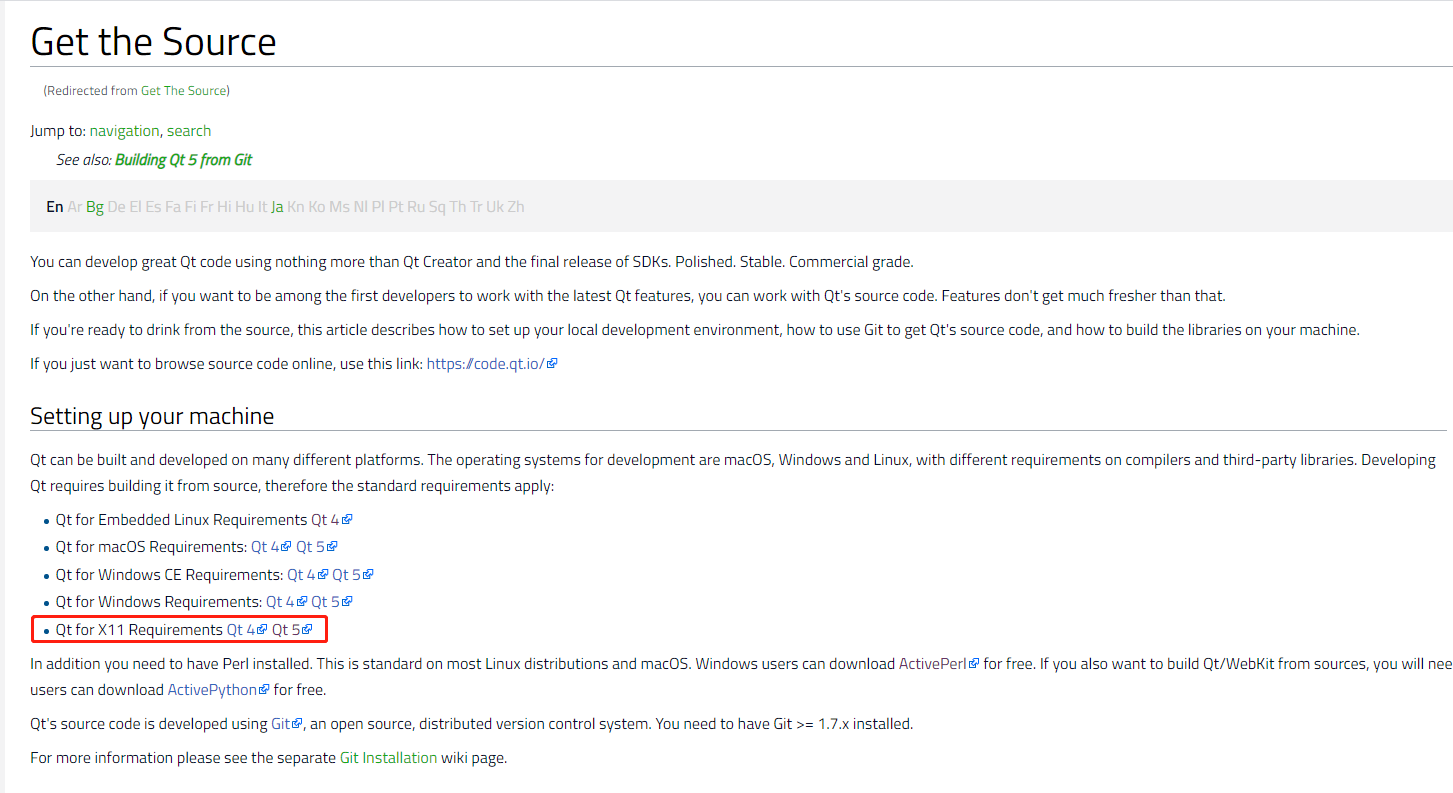 Get the Source
(Redirected from Get The Source)
Jump to: navigation, search
See also: Building Qt 5 from Git
En Ar Bg De El Es Fa Fi Fr Hi Hu It Ja Kn Ko Ms Nl Pl Pt Ru Sq Th Tr Uk Zh
You can develop great Qt code using nothing more than Qt Creator and the final release of SDKs. Polished. Stable. Commercial grade.
On the other hand, if you want to be among the first developers to work with the latest Qt features, you can work with Qt's source code. Features don't get much fresher than that.
If you're ready to drink from the source, this article describes how to set up your local development environment, how to use Git to get Qt's source code, and how to build the libraries on your machine.
If you just want to browse source code online, use this link: https://code.qt.io/
Setting up your machine
Qt can be built and developed on many different platforms. The operating systems for development are macOS, Windows and Linux, with different requirements on compilers and third-party libraries. Developing
Qt requires building it from source, therefore the standard requirements apply:
• Qt for Embedded Linux Requirements Qt 4
• Qt for macOS Requirements: Qt 4 Qt 5
• Qt for Windows CE Requirements: Qt 4 Qt 5
• Qt for Windows Requirements: Qt 4 Qt 5
• Qt for X11 Requirements Qt 4 Qt 5
In addition you need to have Perl installed. This is standard on most Linux distributions and macOS. Windows users can download ActivePerl for free. If you also want to build Qt/WebKit from sources, you will nee
users can download ActivePython for free.
Qt's source code is developed using Git, an open source, distributed version control system. You need to have Git >= 1.7.x installed.
For more information please see the separate Git Installation wiki page.